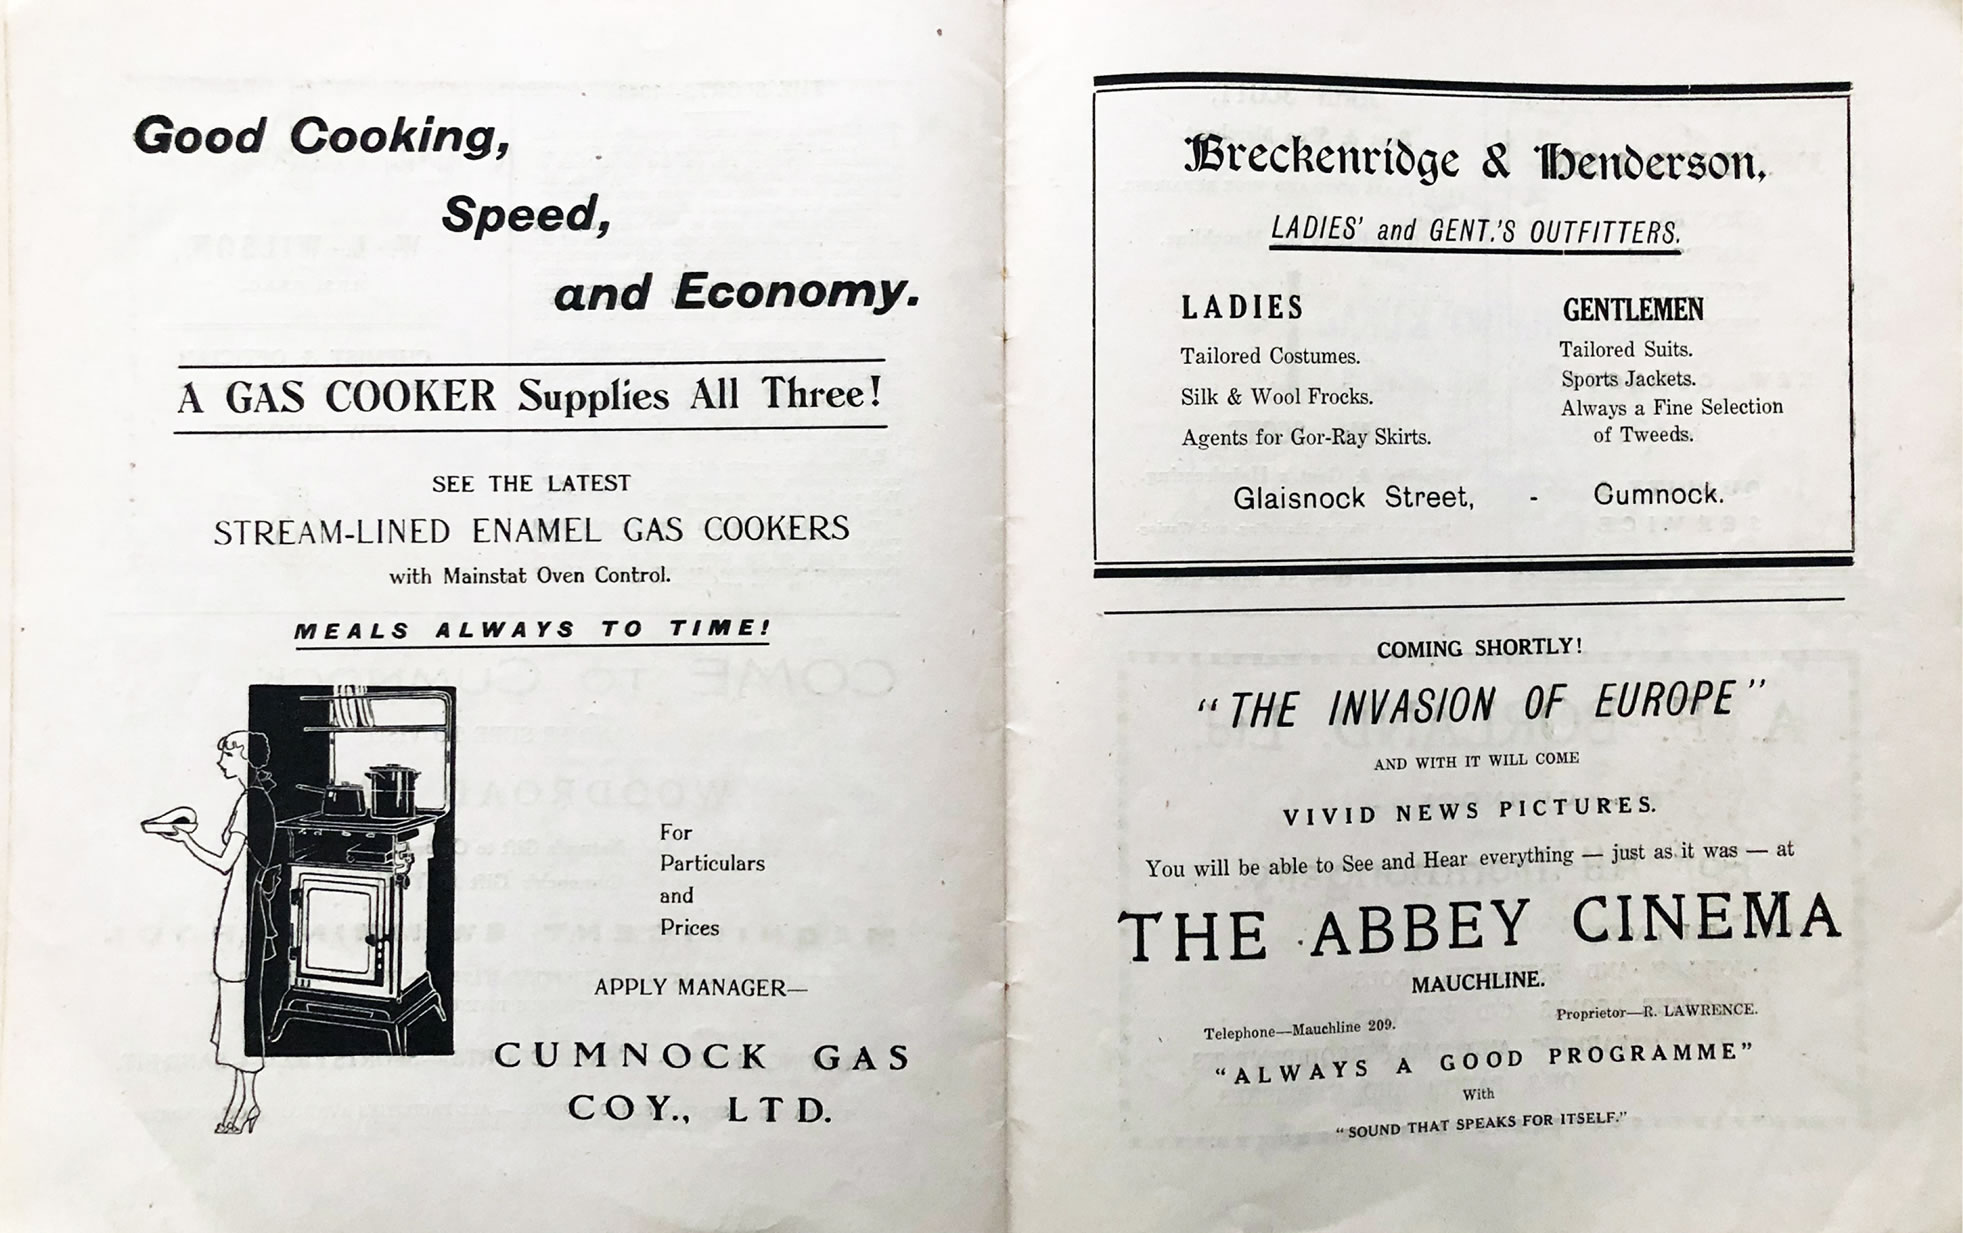 Good Cooking,
Speed,
and Economy.
A GAS COOKER Supplies All Three!
SEE THE LATEST
STREAM-LINED ENAMEL GAS COOKERS
with Mainstat Oven Control.
MEALS ALWAYS TO TIME!
For
Particulars
and
Prices
APPLY MANAGER—
CUMNOCK GAS
COY., LTD.
Breckenridge & Henderson,
LADIES' and GENT.'S OUTFITTERS.
LADIES
Tailored Costumes.
Silk & Wool Frocks.
Agents for Gor-Ray Skirts.
GENTLEMEN
Tailored Suits.
Sports Jackets.
Always a Fine Selection
of Tweeds.
Glaisnock Street, - Cumnock.
COMING SHORTLY!
"THE INVASION OF EUROPE"
AND WITH IT WILL COME
VIVID NEWS PICTURES.
You will be able to See and Hear everything — just as it was — at
THE ABBEY CINEMA
MAUCHLINE.
Telephone—Mauchline 209. Proprietor—R. LAWRENCE.
"ALWAYS A GOOD PROGRAMME"
With
"SOUND THAT SPEAKS FOR ITSELF."